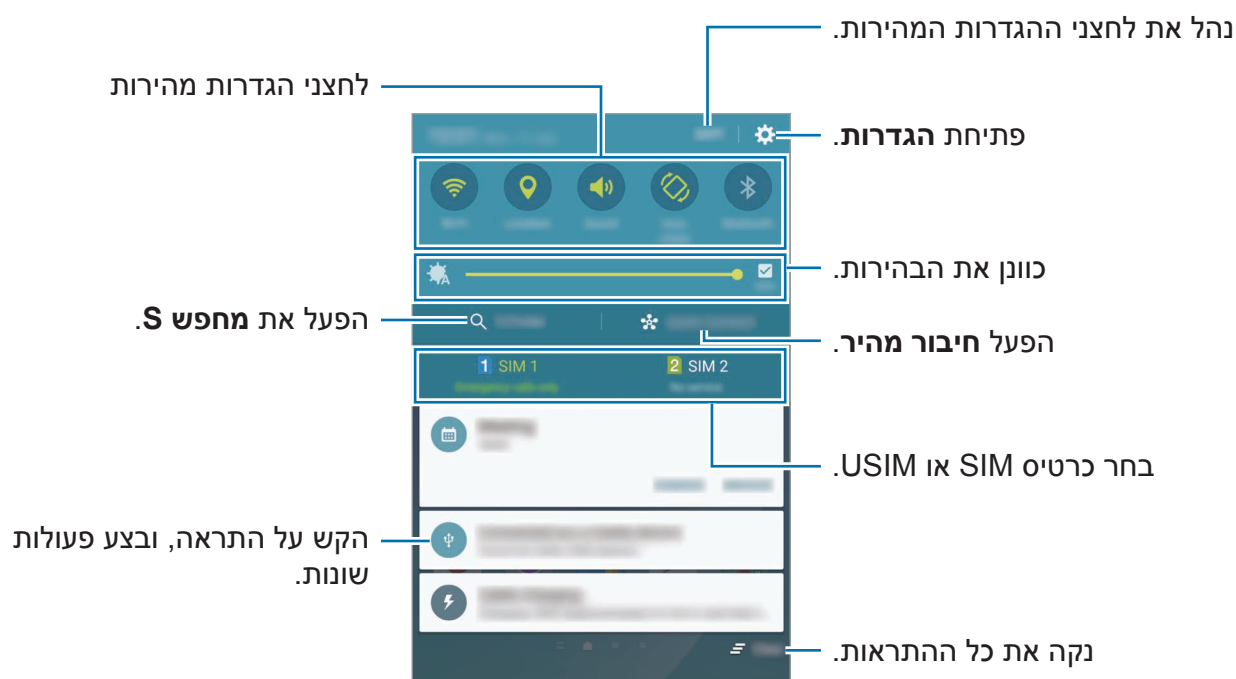 נהל את לחצני ההגדרות המהירות.
לחצני הגדרות מהירות
פתיחת הגדרות.
כוונן את הבהירות.
הפעל את מחפש S.
הפעל חיבור מהיר.
1 SIM 1
2 SIM 2
בחר כרטיס SIM או USIM.
הקש על התראה, ובצע פעולות
שונות.
נקה את כל ההתראות.